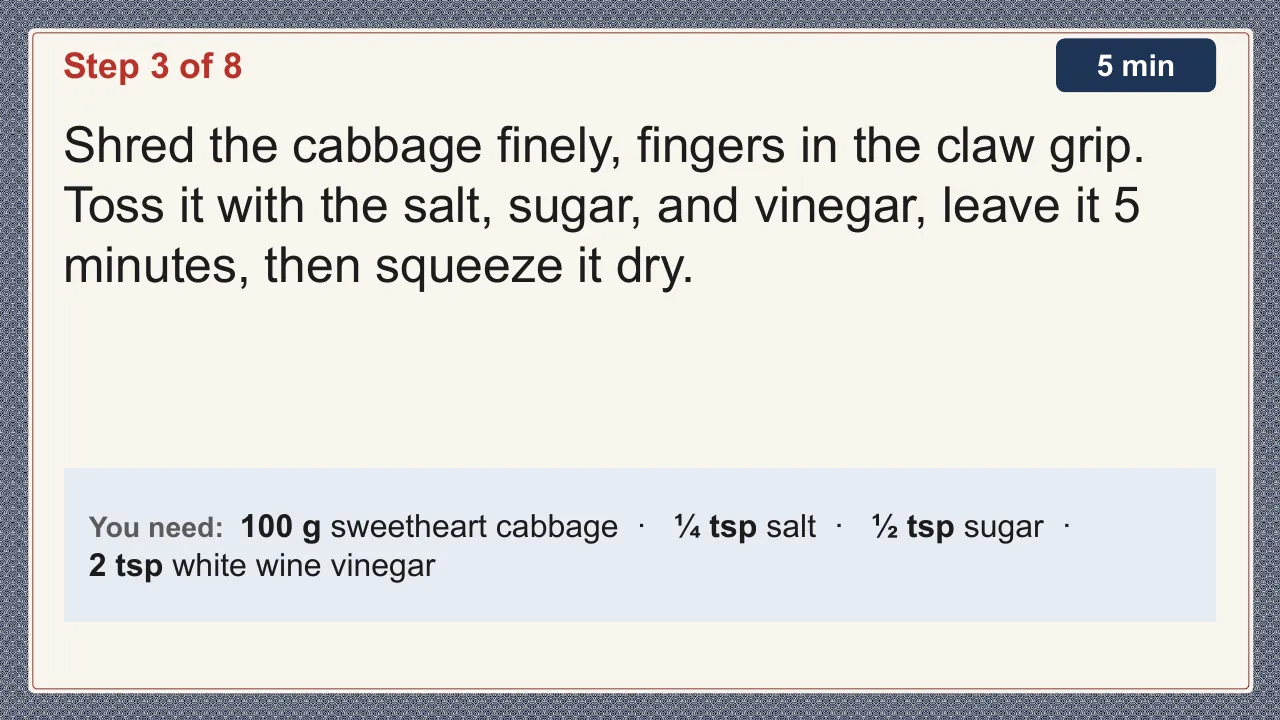 Step 3 of 8
5 min
Shred the cabbage finely, fingers in the claw grip.
Toss it with the salt, sugar, and vinegar, leave it 5
minutes, then squeeze it dry.
You need: 100 g sweetheart cabbage · ¼ tsp salt · ½ tsp sugar ·
2 tsp white wine vinegar